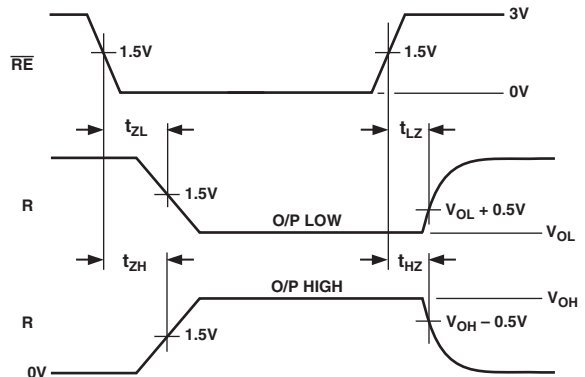 3V
RE
1.5V
1.5V
0V
tZL
tLZ
R
1.5V
O/P LOW
VOL + 0.5V
VOL
tZH
tHZ
O/P HIGH
VOH
R
1.5V
VOH – 0.5V
0V